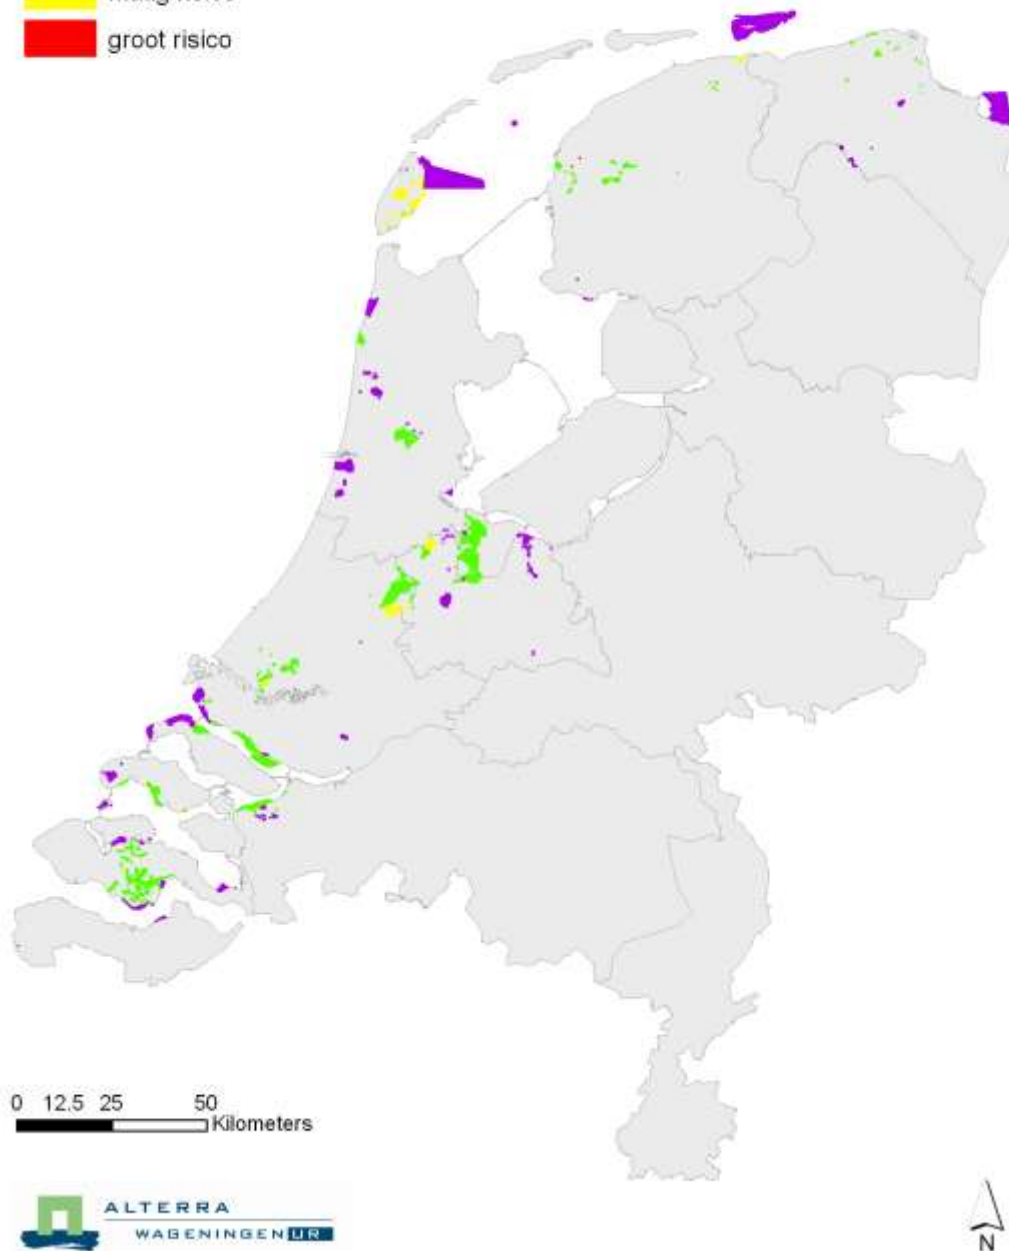 groot risico
0 12.5 25 50
Kilometers
ALTERRA
WAGENINGEN UR
N